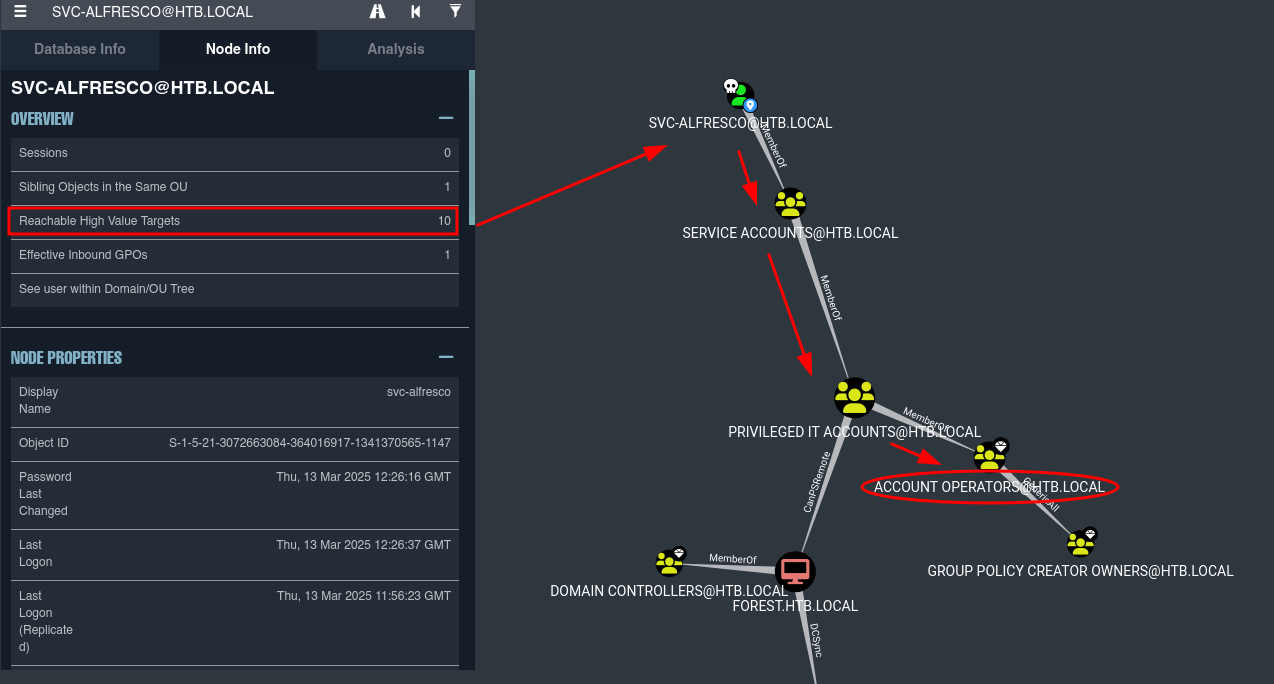 SVC-ALFRESCO@HTB.LOCAL
Database Info
Node Info
Analysis
SVC-ALFRESCO@HTB.LOCAL
OVERVIEW
Sessions 0
Sibling Objects in the Same OU 1
Reachable High Value Targets 10
Effective Inbound GPOs 1
See user within Domain/OU Tree
NODE PROPERTIES
Display svc-alfresco
Name
Object ID S-1-5-21-3072663084-364016917-1341370565-1147
Password Thu, 13 Mar 2025 12:26:16 GMT
Last
Changed
Last Thu, 13 Mar 2025 12:26:37 GMT
Logon
Last Thu, 13 Mar 2025 11:56:23 GMT
Logon
(Replicate
d)
SVC-ALFRESCO@HTB.LOCAL
MemberOf
SERVICE ACCOUNTS@HTB.LOCAL
MemberOf
PRIVILEGED IT ACCOUNTS@HTB.LOCAL
MemberOf
ACCOUNT OPERATORS@HTB.LOCAL
GenericAll
GROUP POLICY CREATOR OWNERS@HTB.LOCAL
CanPSRemote
MemberOf
DOMAIN CONTROLLERS@HTB.LOCAL
FOREST.HTB.LOCAL
DCSync